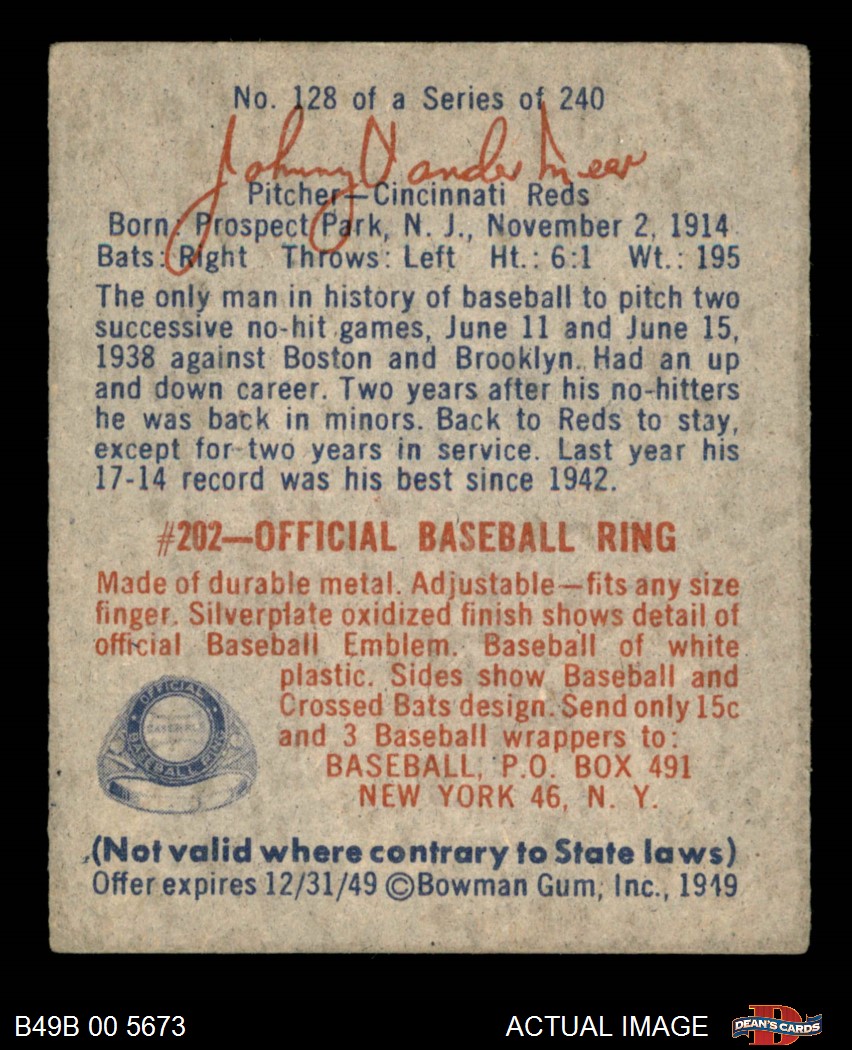 No. 128 of a Series of 240
Johnny Vander Meer
Pitcher—Cincinnati Reds
Born: Prospect Park, N. J., November 2, 1914
Bats: Right Throws: Left Ht.: 6:1 Wt.: 195
The only man in history of baseball to pitch two
successive no-hit games, June 11 and June 15,
1938 against Boston and Brooklyn. Had an up
and down career. Two years after his no-hitters
he was back in minors. Back to Reds to stay,
except for two years in service. Last year his
17-14 record was his best since 1942.
#202—OFFICIAL BASEBALL RING
Made of durable metal. Adjustable—fits any size
finger. Silverplate oxidized finish shows detail of
official Baseball Emblem. Baseball of white
plastic. Sides show Baseball and
Crossed Bats design. Send only 15c
and 3 Baseball wrappers to:
BASEBALL, P.O. BOX 491
NEW YORK 46, N. Y.
OFFICIAL
BASEBALL
BASEBALL RING
(Not valid where contrary to State laws)
Offer expires 12/31/49 ©Bowman Gum, Inc., 1949
B49B 00 5673
ACTUAL IMAGE
DEAN'S CARDS